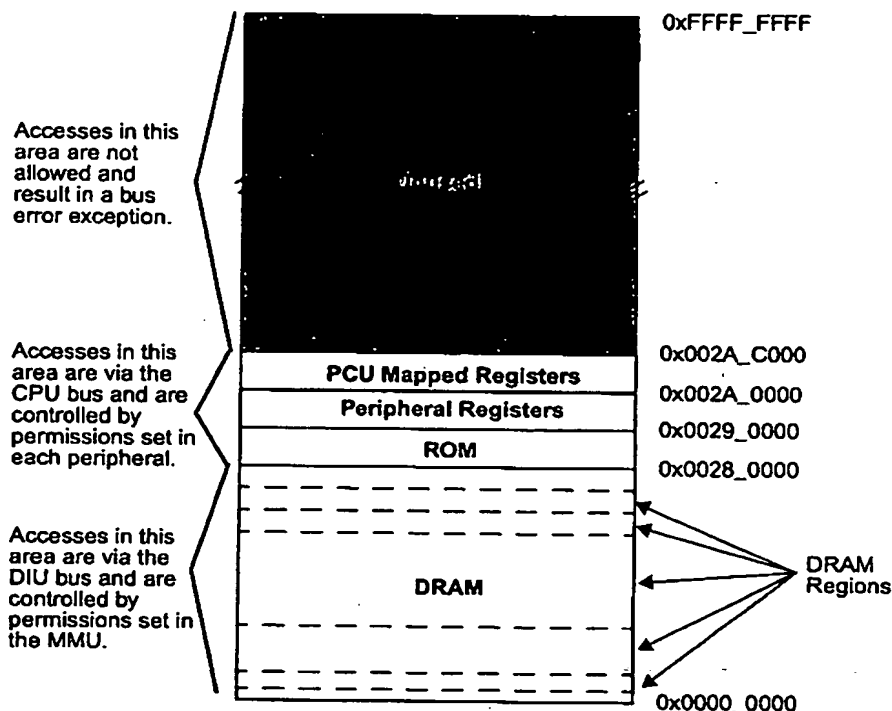 0xFFFF_FFFF
Accesses in this
area are not
allowed and
result in a bus
error exception.
0x002A_C000
Accesses in this
area are via the
CPU bus and are
controlled by
permissions set in
each peripheral.
PCU Mapped Registers
0x002A_0000
Peripheral Registers
0x0029_0000
ROM
0x0028_0000
Accesses in this
area are via the
DIU bus and are
controlled by
permissions set in
the MMU.
DRAM
DRAM
Regions
0x0000_0000